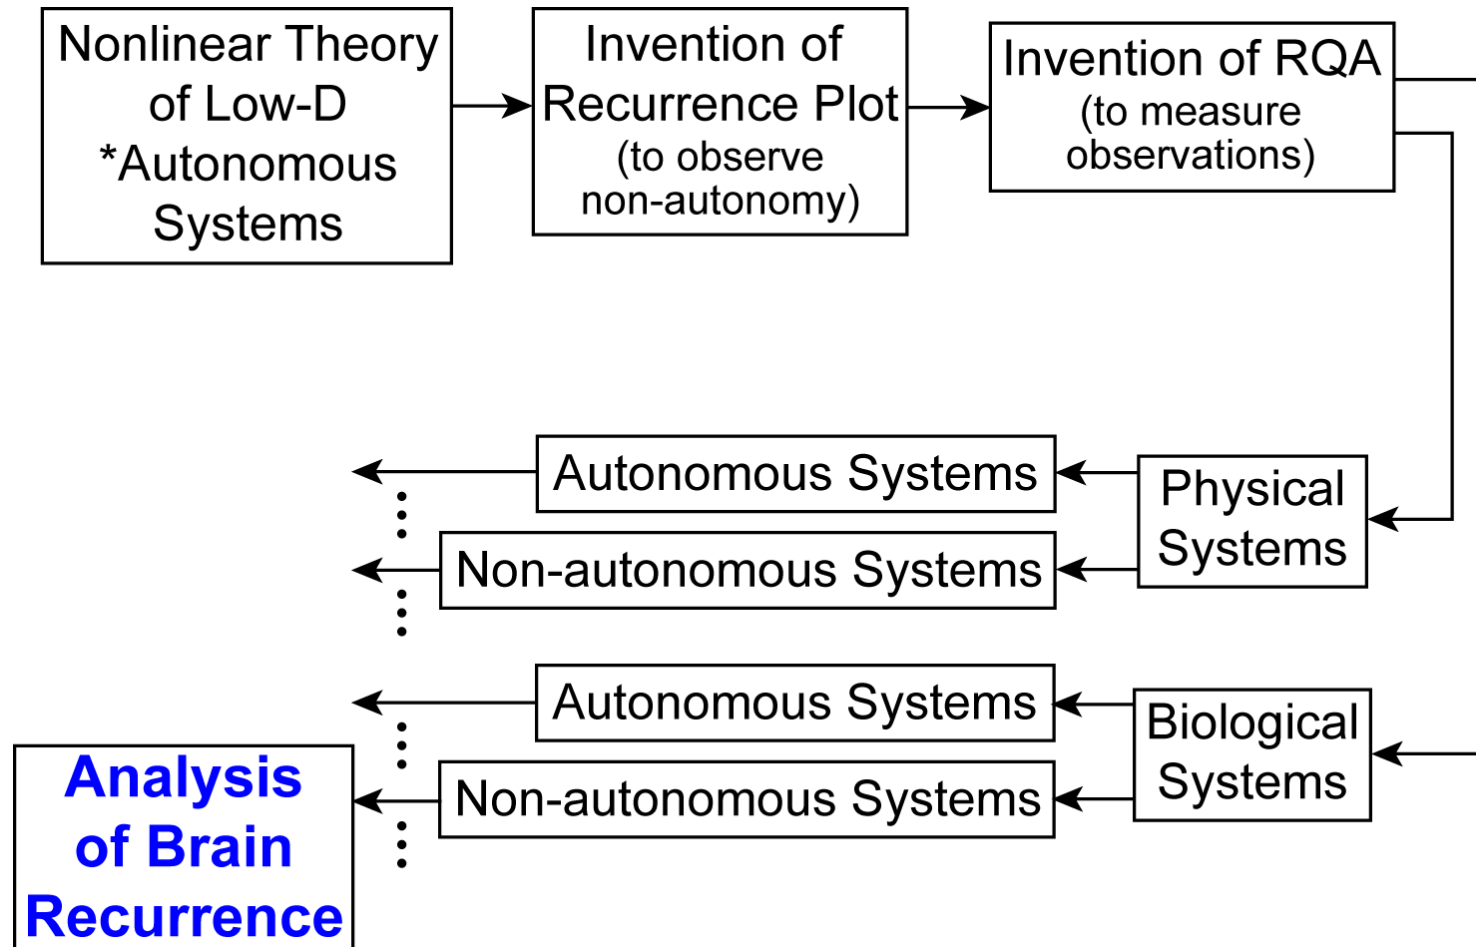 Nonlinear Theory
of Low-D
*Autonomous
Systems
Invention of
Recurrence Plot
(to observe
non-autonomy)
Invention of RQA
(to measure
observations)
Autonomous Systems
Non-autonomous Systems
Physical
Systems
Autonomous Systems
Non-autonomous Systems
Biological
Systems
Analysis
of Brain
Recurrence